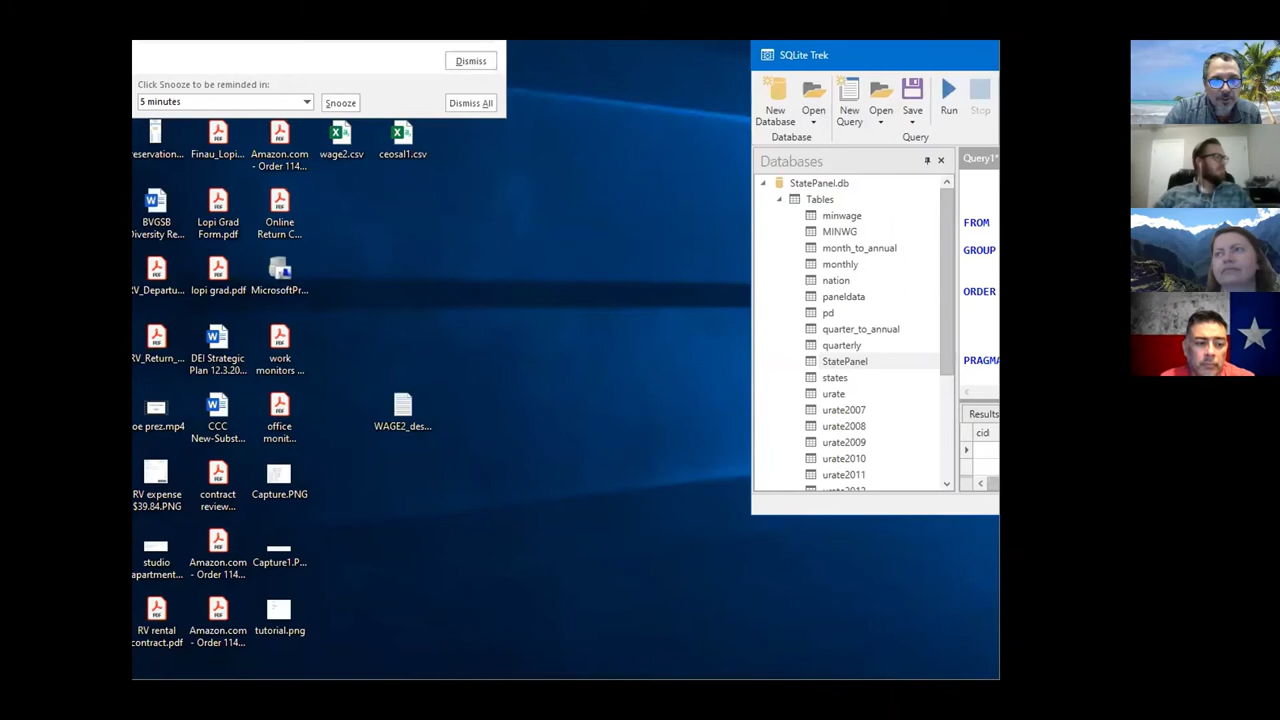 Dismiss
Click Snooze to be reminded in:
5 minutes
Snooze
Dismiss All
eservation...
Finau_Lopi...
Amazon.com
- Order 114...
wage2.csv
ceosal1.csv
BVGSB
Diversity Re...
Lopi Grad
Form.pdf
Online
Return C...
RV_Departu...
lopi grad.pdf
MicrosoftPr...
RV_Return_...
DEI Strategic
Plan 12.3.20...
work
monitors ...
oe prez.mp4
CCC
New-Subst...
office
monit...
WAGE2_des...
RV expense
$39.84.PNG
contract
review...
Capture.PNG
studio
apartment...
Amazon.com
- Order 114...
Capture1.P...
RV rental
contract.pdf
Amazon.com
- Order 114...
tutorial.png
SQLite Trek
New
Database
Open
New
Query
Open
Save
Run
Stop
Database
Query
Databases
StatePanel.db
Tables
minwage
MINWG
month_to_annual
monthly
nation
paneldata
pd
quarter_to_annual
quarterly
StatePanel
states
urate
urate2007
urate2008
urate2009
urate2010
urate2011
Query1*
FROM
GROUP
ORDER
PRAGMA
Results
cid